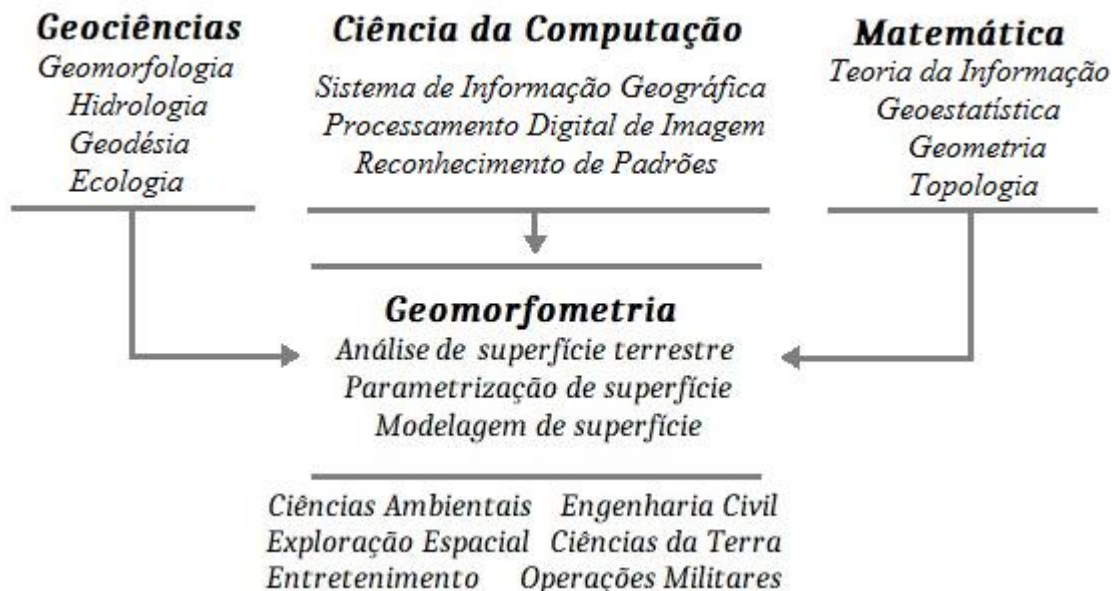 Geociências
Geomorfologia
Hidrologia
Geodésia
Ecologia
Ciência da Computação
Sistema de Informação Geográfica
Processamento Digital de Imagem
Reconhecimento de Padrões
Matemática
Teoria da Informação
Geoestatística
Geometria
Topologia
Geomorfometria
Análise de superfície terrestre
Parametrização de superfície
Modelagem de superfície
Ciências Ambientais Engenharia Civil
Exploração Espacial Ciências da Terra
Entretenimento Operações Militares